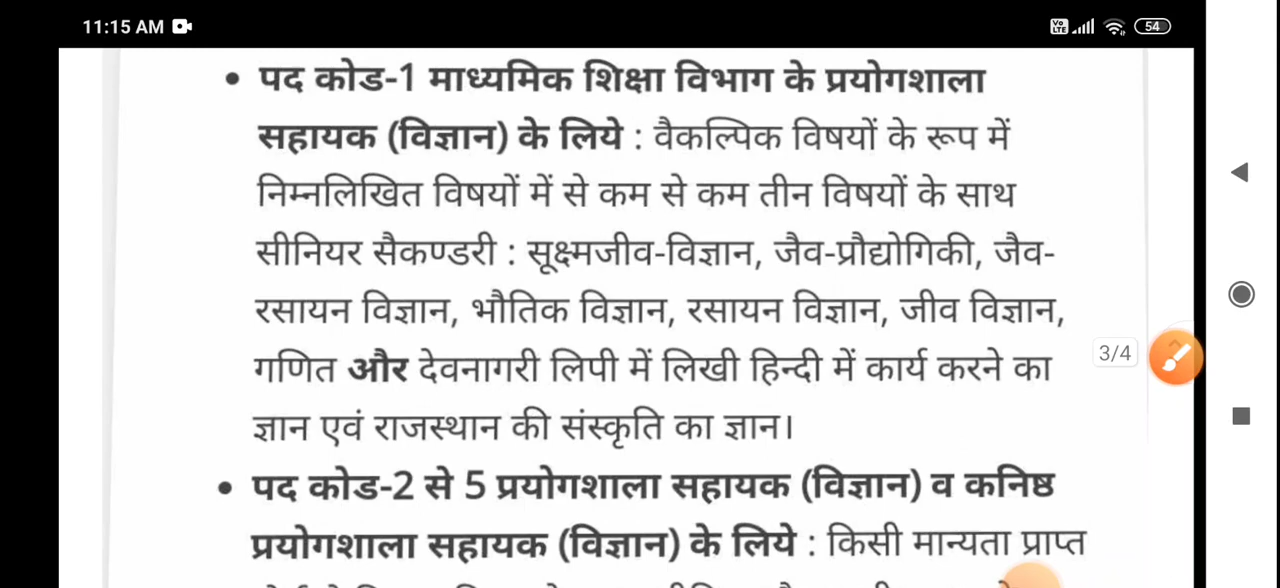 11:15 AM
54
• पद कोड-1 माध्यमिक शिक्षा विभाग के प्रयोगशाला
सहायक (विज्ञान) के लिये : वैकल्पिक विषयों के रूप में
निम्नलिखित विषयों में से कम से कम तीन विषयों के साथ
सीनियर सैकण्डरी : सूक्ष्मजीव-विज्ञान, जैव-प्रौद्योगिकी, जैव-
रसायन विज्ञान, भौतिक विज्ञान, रसायन विज्ञान, जीव विज्ञान,
3/4
गणित और देवनागरी लिपी में लिखी हिन्दी में कार्य करने का
ज्ञान एवं राजस्थान की संस्कृति का ज्ञान।
• पद कोड-2 से 5 प्रयोगशाला सहायक (विज्ञान) व कनिष्ठ
प्रयोगशाला सहायक (विज्ञान) के लिये : किसी मान्यता प्राप्त